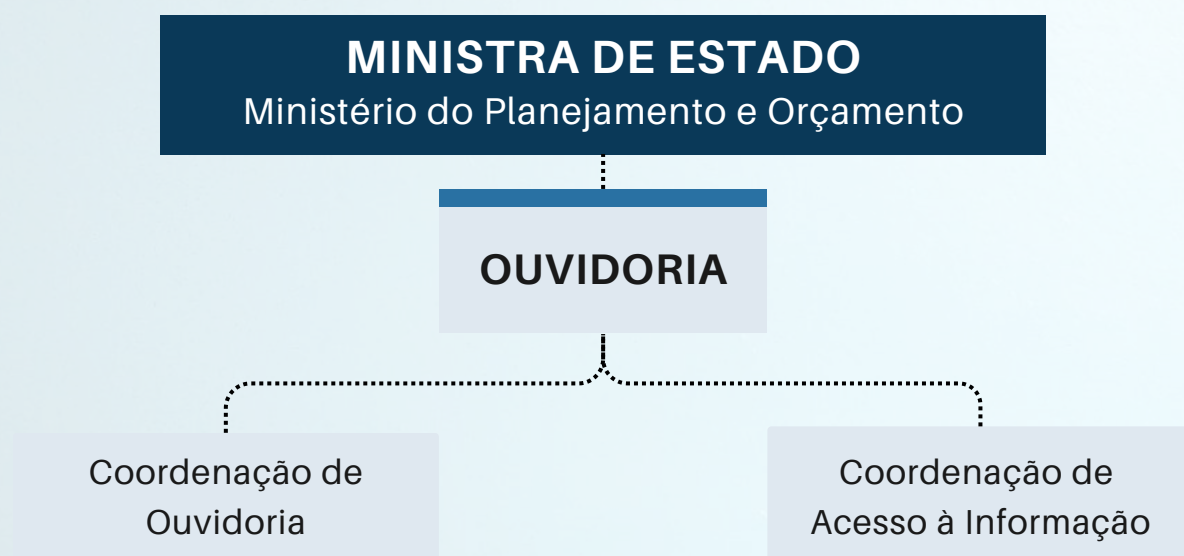 MINISTRA DE ESTADO
Ministério do Planejamento e Orçamento
OUVIDORIA
Coordenação de
Ouvidoria
Coordenação de
Acesso à Informação